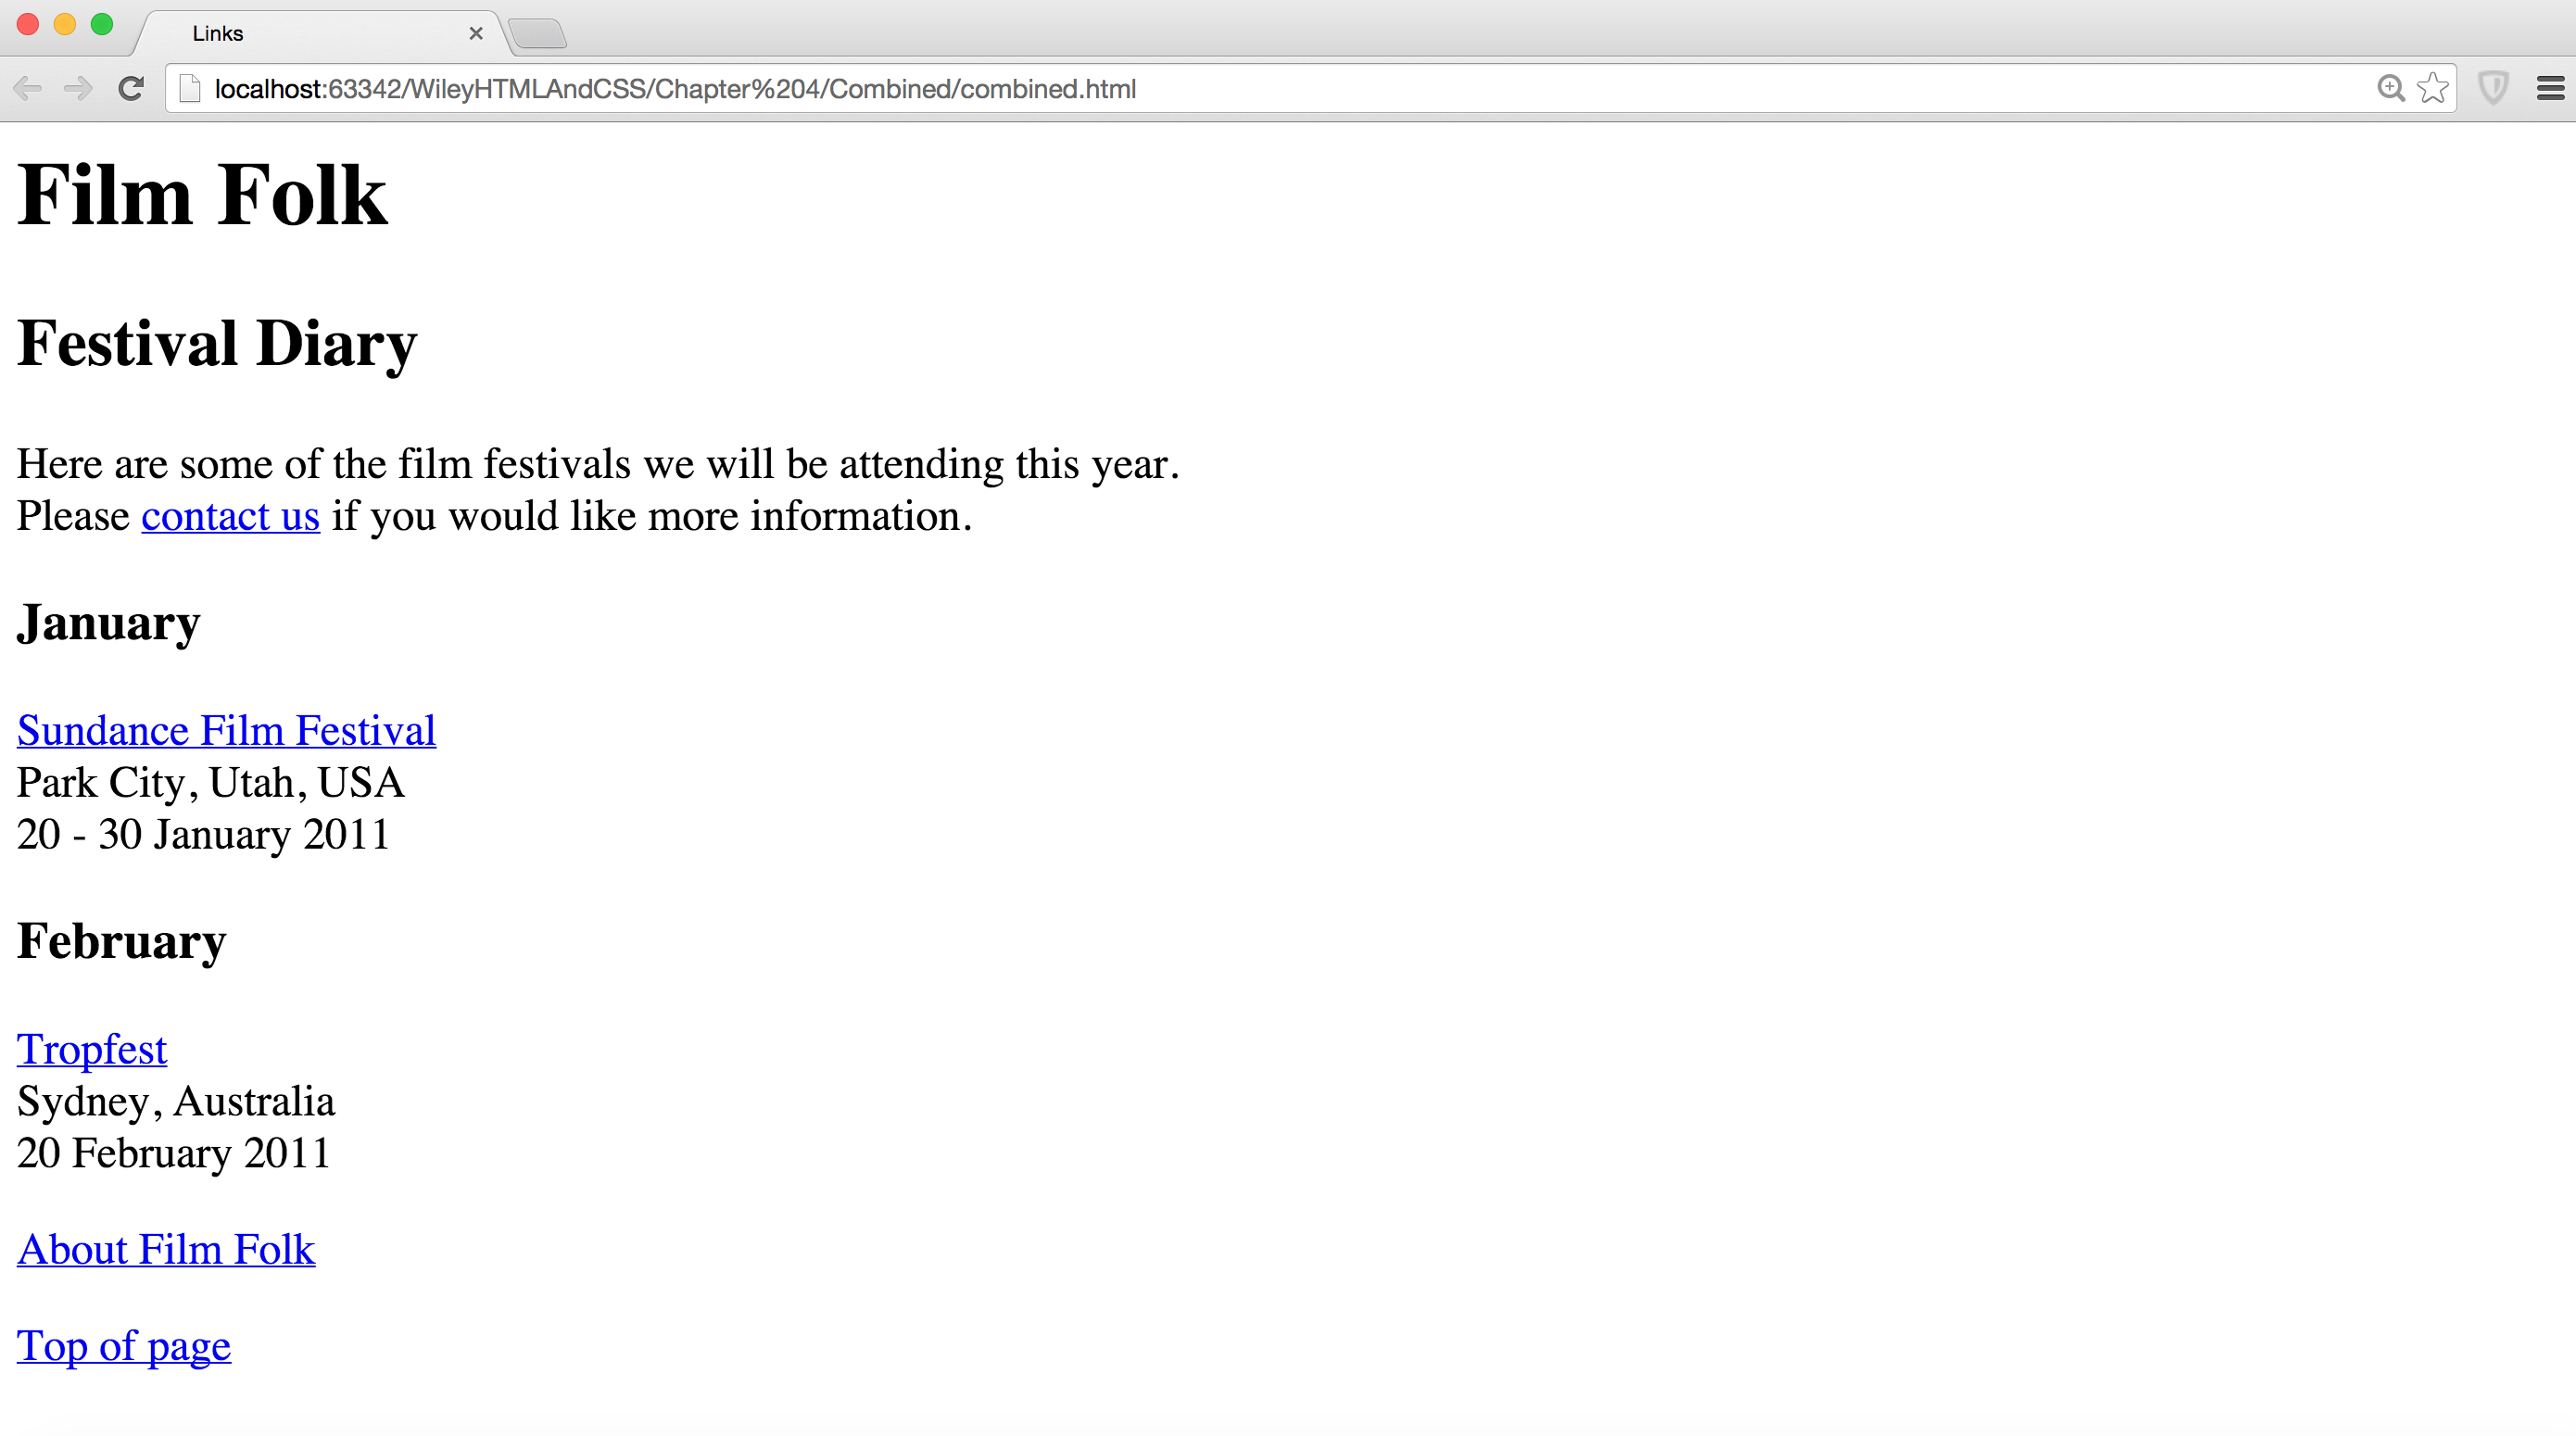 Links
localhost:63342/WileyHTMLAndCSS/Chapter%204/Combined/combined.html
Film Folk
Festival Diary
Here are some of the film festivals we will be attending this year.
Please contact us if you would like more information.
January
Sundance Film Festival
Park City, Utah, USA
20 - 30 January 2011
February
Tropfest
Sydney, Australia
20 February 2011
About Film Folk
Top of page